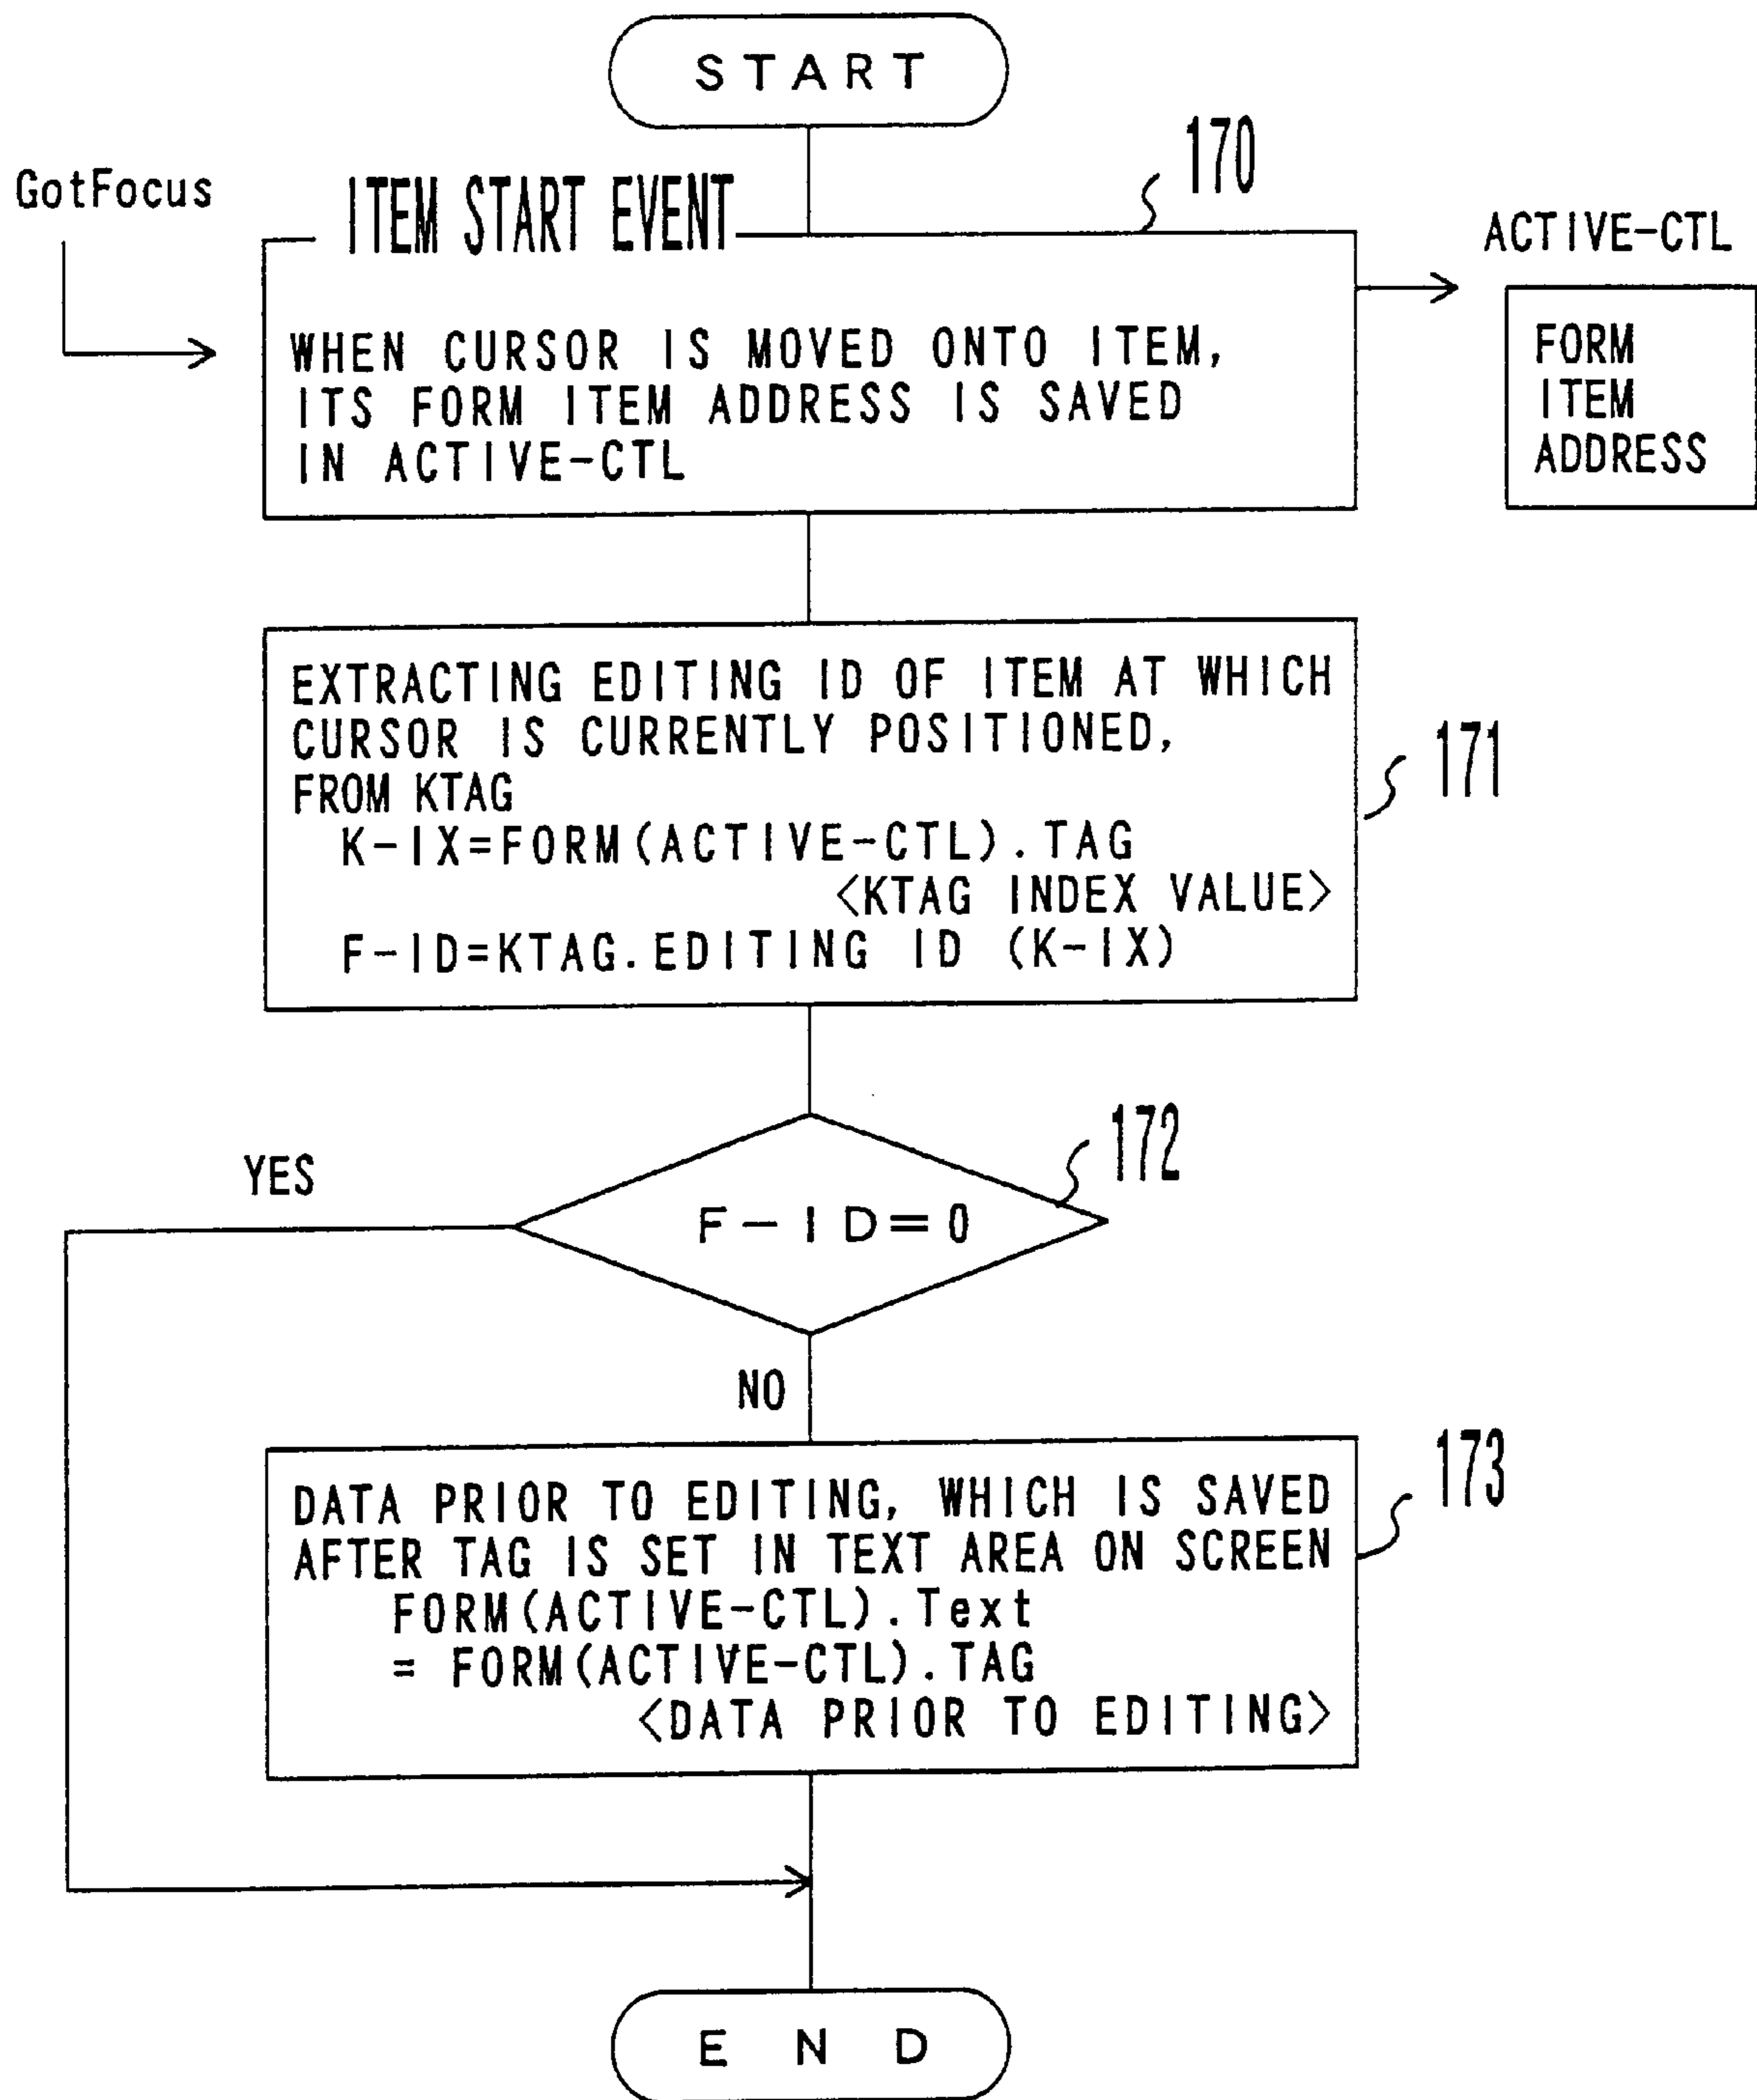 START
170
GotFocus
ITEM START EVENT
ACTIVE-CTL
WHEN CURSOR IS MOVED ONTO ITEM,
ITS FORM ITEM ADDRESS IS SAVED
IN ACTIVE-CTL
FORM
ITEM
ADDRESS
EXTRACTING EDITING ID OF ITEM AT WHICH
CURSOR IS CURRENTLY POSITIONED,
FROM KTAG
K-IX=FORM(ACTIVE-CTL).TAG
<KTAG INDEX VALUE>
F-ID=KTAG.EDITING ID (K-IX)
171
172
YES
F-ID=0
NO
173
DATA PRIOR TO EDITING, WHICH IS SAVED
AFTER TAG IS SET IN TEXT AREA ON SCREEN
FORM(ACTIVE-CTL).Text
= FORM(ACTIVE-CTL).TAG
<DATA PRIOR TO EDITING>
END